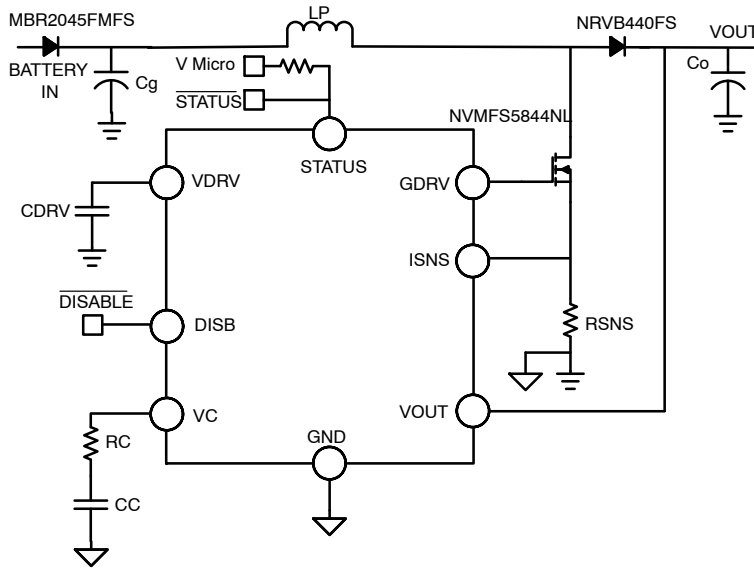 LP
MBR2045FMFS
NRVB440FS
VOUT
BATTERY
IN
Cg
V Micro
STATUS
Co
NVMFS5844NL
STATUS
VDRV
GDRV
CDRV
ISNS
DISABLE
DISB
RSNS
VC
VOUT
RC
GND
CC